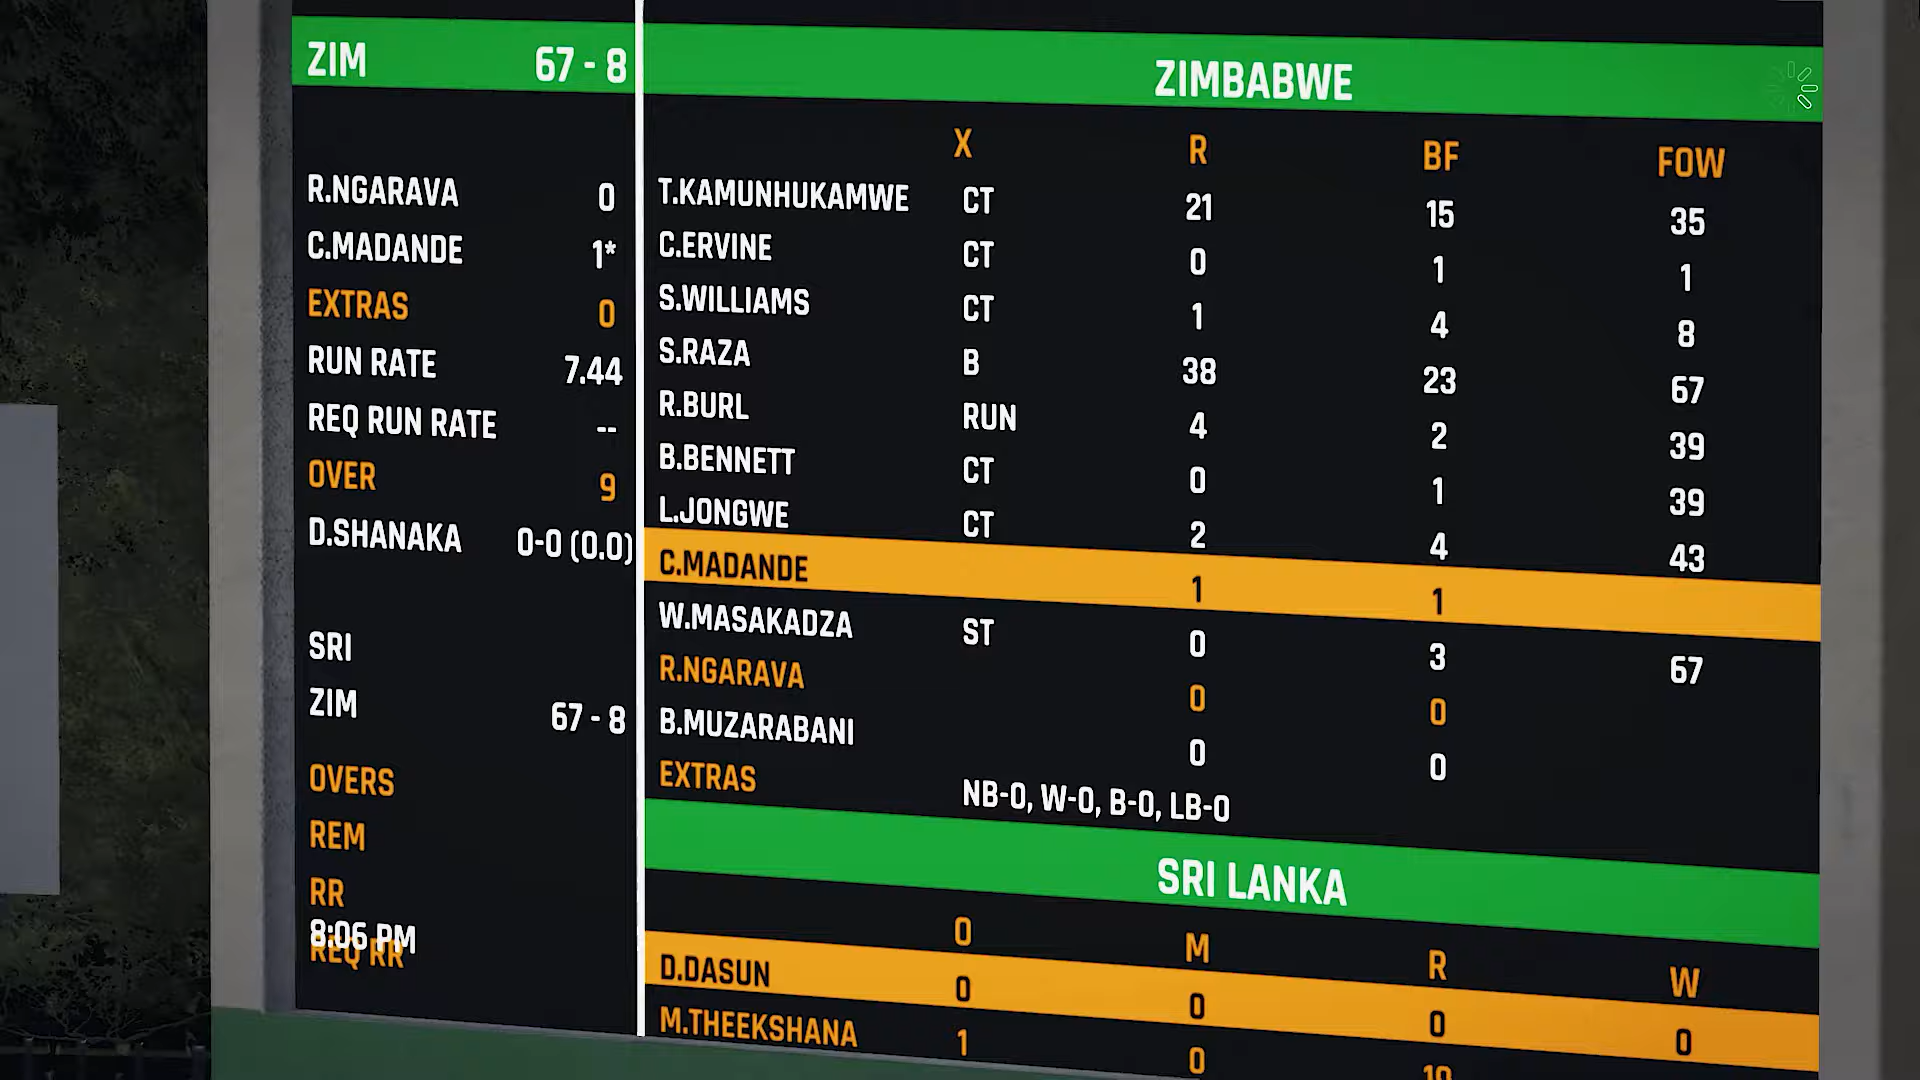 ZIM 67 - 8
R.NGARAVA 0
C.MADANDE 1*
EXTRAS 0
RUN RATE 7.44
REQ RUN RATE --
OVER 9
D.SHANAKA 0-0 (0.0)
SRI
ZIM 67 - 8
OVERS
REM
RR
8:06 PM
REQ RR
ZIMBABWE
X R BF FOW
T.KAMUNHUKAMWE CT 21 15 35
C.ERVINE CT 0 1 1
S.WILLIAMS CT 1 4 8
S.RAZA B 38 23 67
R.BURL RUN 4 2 39
B.BENNETT CT 0 1 39
L.JONGWE CT 2 4 43
C.MADANDE 1 1
W.MASAKADZA ST 0 3 67
R.NGARAVA 0 0
B.MUZARABANI 0 0
EXTRAS NB-0, W-0, B-0, LB-0
SRI LANKA
O M R W
D.DASUN 0 0 0 0
M.THEEKSHANA 1 0 10